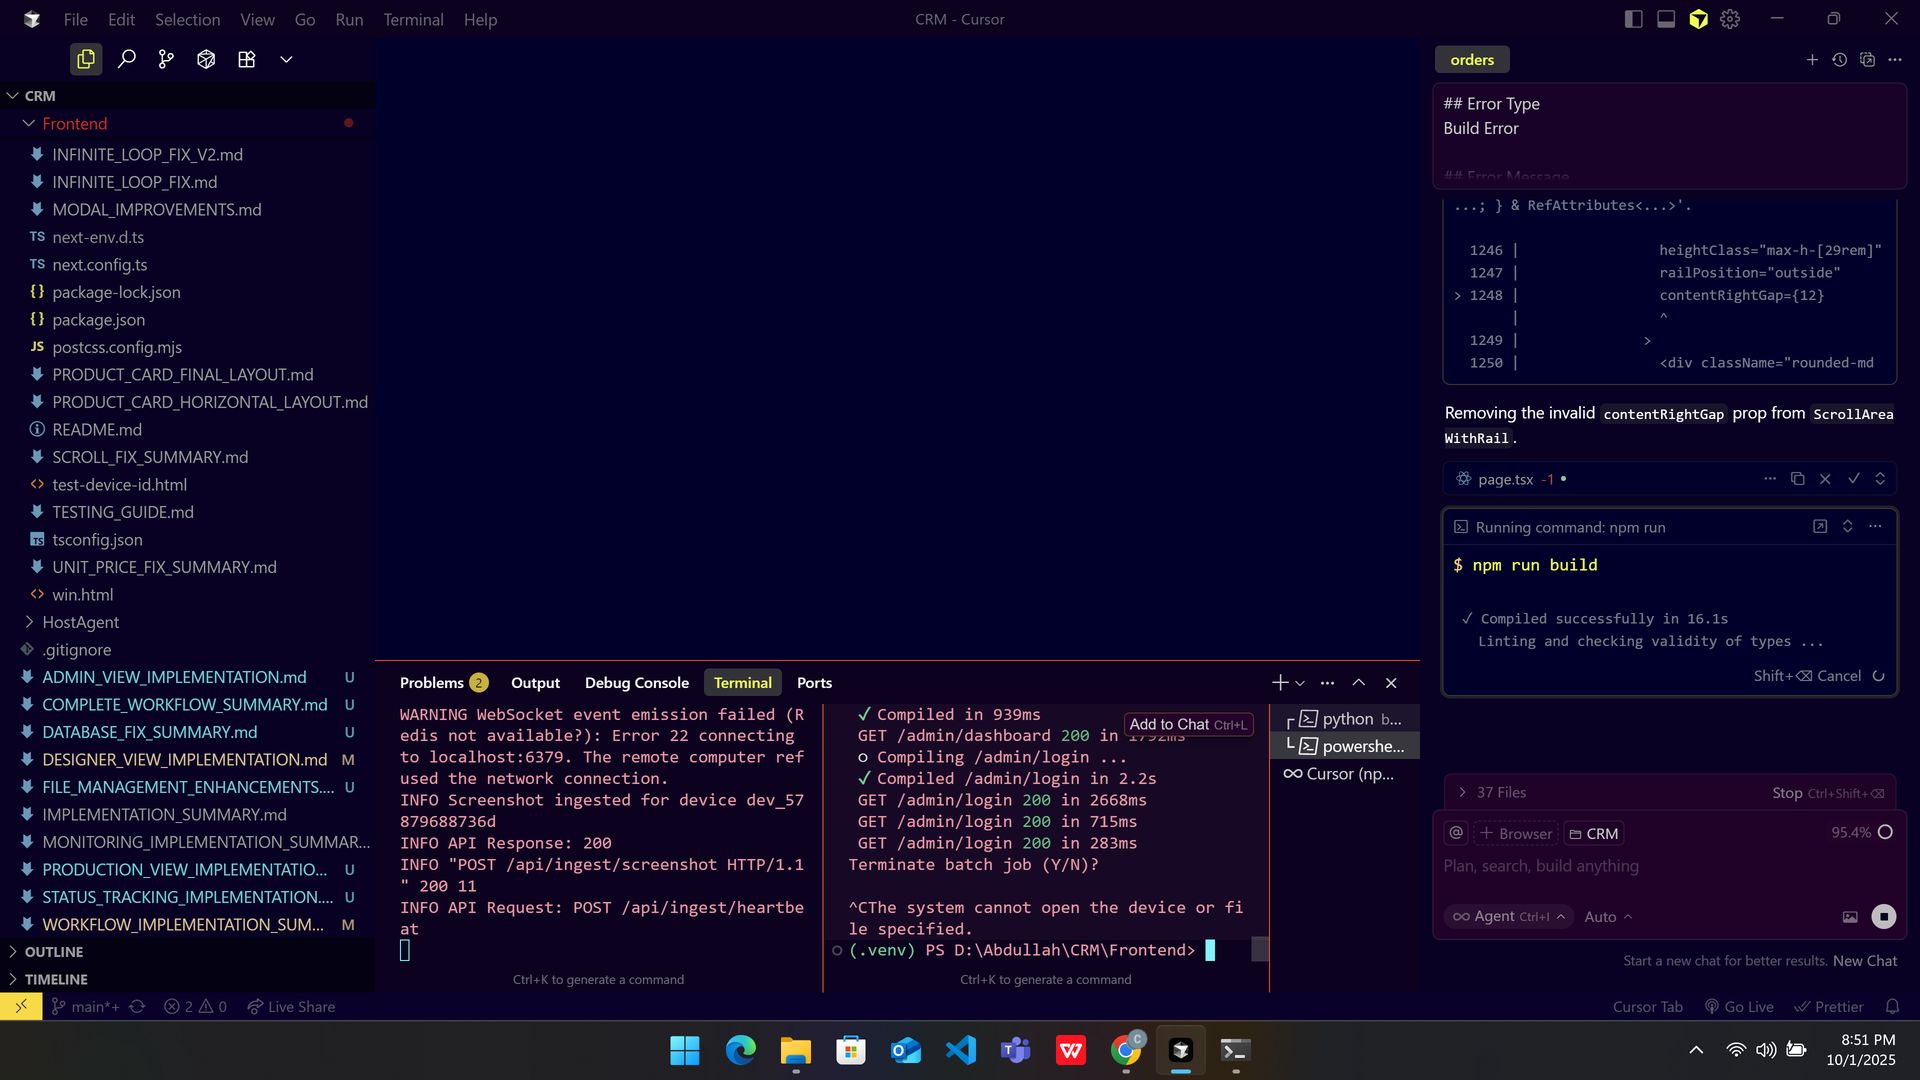 File Edit Selection View Go Run Terminal Help
CRM - Cursor
CRM
Frontend
INFINITE_LOOP_FIX_V2.md
INFINITE_LOOP_FIX.md
MODAL_IMPROVEMENTS.md
TS next-env.d.ts
TS next.config.ts
{} package-lock.json
{} package.json
JS postcss.config.mjs
PRODUCT_CARD_FINAL_LAYOUT.md
PRODUCT_CARD_HORIZONTAL_LAYOUT.md
README.md
SCROLL_FIX_SUMMARY.md
<> test-device-id.html
TESTING_GUIDE.md
TS tsconfig.json
UNIT_PRICE_FIX_SUMMARY.md
<> win.html
HostAgent
.gitignore
ADMIN_VIEW_IMPLEMENTATION.md U
COMPLETE_WORKFLOW_SUMMARY.md U
DATABASE_FIX_SUMMARY.md U
DESIGNER_VIEW_IMPLEMENTATION.md M
FILE_MANAGEMENT_ENHANCEMENTS.... U
IMPLEMENTATION_SUMMARY.md
MONITORING_IMPLEMENTATION_SUMMAR...
PRODUCTION_VIEW_IMPLEMENTATIO... U
STATUS_TRACKING_IMPLEMENTATION.... U
WORKFLOW_IMPLEMENTATION_SUM... M
OUTLINE
TIMELINE
Problems 2 Output Debug Console Terminal Ports
WARNING WebSocket event emission failed (R
edis not available?): Error 22 connecting
to localhost:6379. The remote computer ref
used the network connection.
INFO Screenshot ingested for device dev_57
879688736d
INFO API Response: 200
INFO "POST /api/ingest/screenshot HTTP/1.1
" 200 11
INFO API Request: POST /api/ingest/heartbe
at
Ctrl+K to generate a command
✓ Compiled in 939ms
GET /admin/dashboard 200 in 1792ms
Add to Chat Ctrl+L
○ Compiling /admin/login ...
✓ Compiled /admin/login in 2.2s
GET /admin/login 200 in 2668ms
GET /admin/login 200 in 715ms
GET /admin/login 200 in 283ms
Terminate batch job (Y/N)?
^CThe system cannot open the device or fi
le specified.
(.venv) PS D:\Abdullah\CRM\Frontend>
Ctrl+K to generate a command
python b...
powershe...
Cursor (np...
orders
## Error Type
Build Error
## Error Message
...; } & RefAttributes<...>'.
1246 | heightClass="max-h-[29rem]"
1247 | railPosition="outside"
> 1248 | contentRightGap={12}
| ^
1249 | >
1250 | <div className="rounded-md
Removing the invalid contentRightGap prop from ScrollArea
WithRail.
page.tsx -1
Running command: npm run
$ npm run build
✓ Compiled successfully in 16.1s
Linting and checking validity of types ...
Shift+⌫ Cancel
37 Files Stop Ctrl+Shift+⌫
@ + Browser CRM 95.4%
Plan, search, build anything
Agent Ctrl+I Auto
Start a new chat for better results. New Chat
main*+ 2 0 Live Share
Cursor Tab Go Live Prettier
C
8:51 PM
10/1/2025